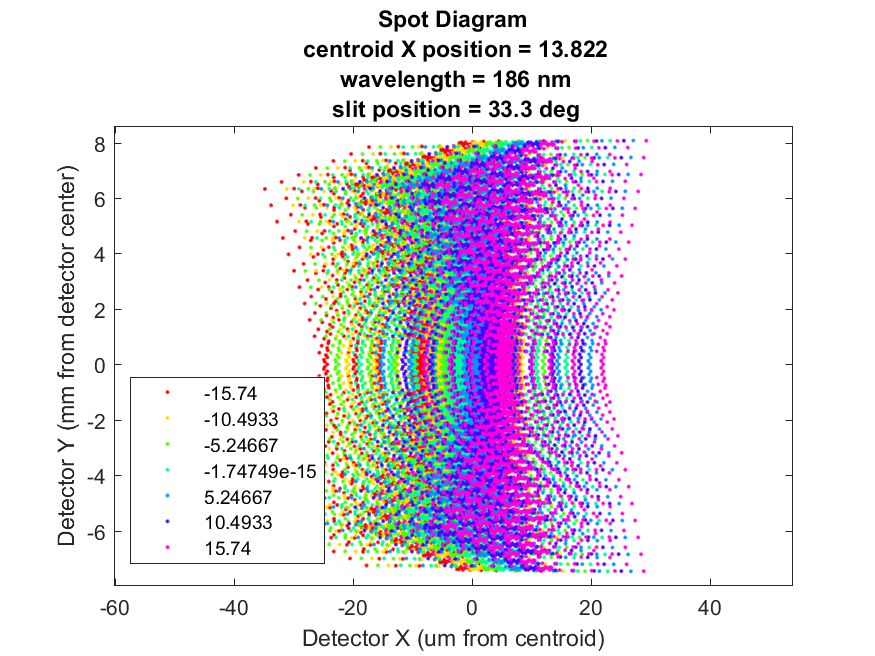 Spot Diagram
centroid X position = 13.822
wavelength = 186 nm
slit position = 33.3 deg
8
6
4
2
0
-2
-4
-6
Detector Y (mm from detector center)
-15.74
-10.4933
-5.24667
-1.74749e-15
5.24667
10.4933
15.74
-60 -40 -20 0 20 40
Detector X (um from centroid)